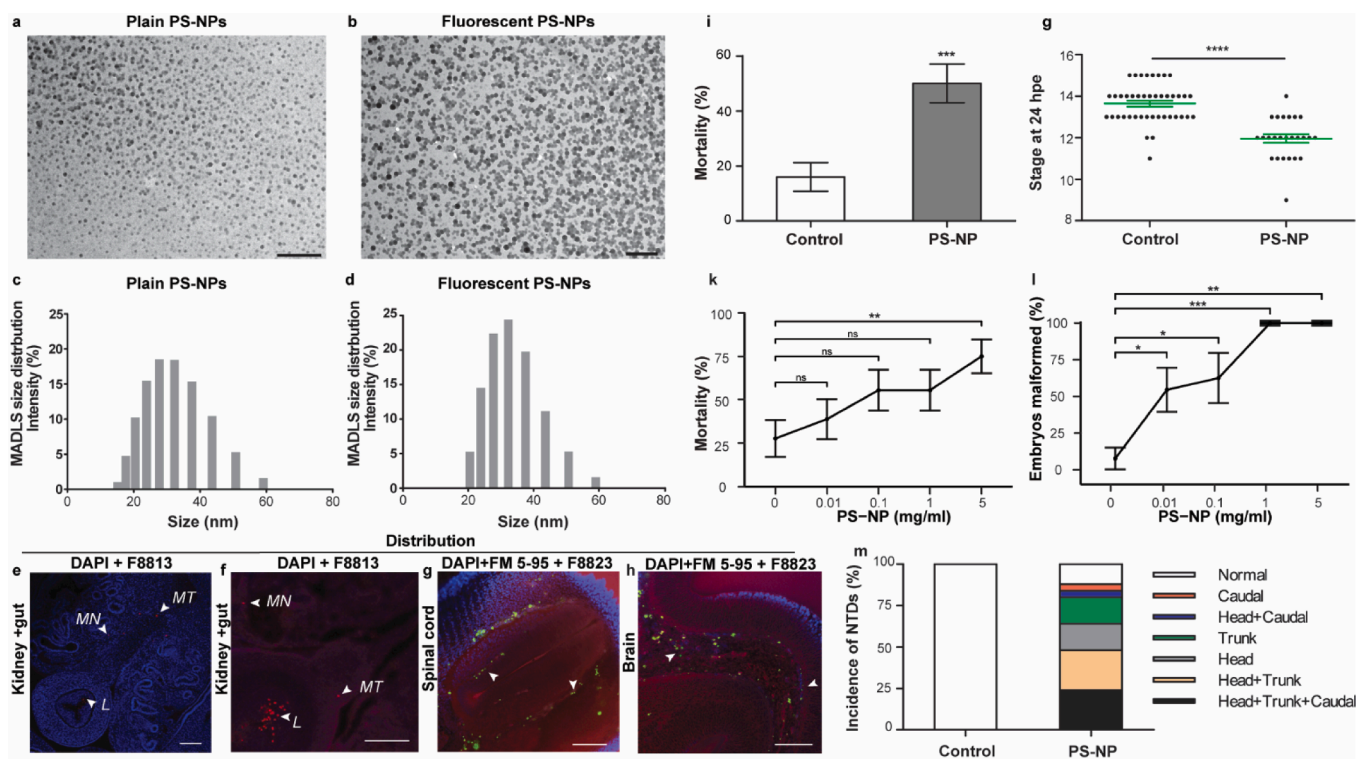 a
Plain PS-NPs
b
Fluorescent PS-NPs
c
Plain PS-NPs
MADLS size distrbution
Intensity (%)
25
20
15
10
5
0
0
20
40
60
80
Size (nm)
d
Fluorescent PS-NPs
MADLS size distrbution
Intensity (%)
25
20
15
10
5
0
0
20
40
60
80
Size (nm)
Distribution
e
DAPI + F8813
Kidney +gut
MN
MT
L
f
DAPI + F8813
Kidney +gut
MN
MT
L
g
DAPI+FM 5-95 + F8823
Spinal cord
h
DAPI+FM 5-95 + F8823
Brain
i
Mortality (%)
60
40
20
0
***
Control
PS-NP
g
Stage at 24 hpe
16
14
12
10
8
****
Control
PS-NP
k
Mortality (%)
100
75
50
25
0
**
ns
ns
ns
0
0.01
0.1
1
5
PS−NP (mg/ml)
l
Embryos malformed (%)
100
75
50
25
0
**
***
*
*
0
0.01
0.1
1
5
PS−NP (mg/ml)
m
Incidence of NTDs (%)
100
75
50
25
0
Control
PS-NP
Normal
Caudal
Head+Caudal
Trunk
Head
Head+Trunk
Head+Trunk+Caudal